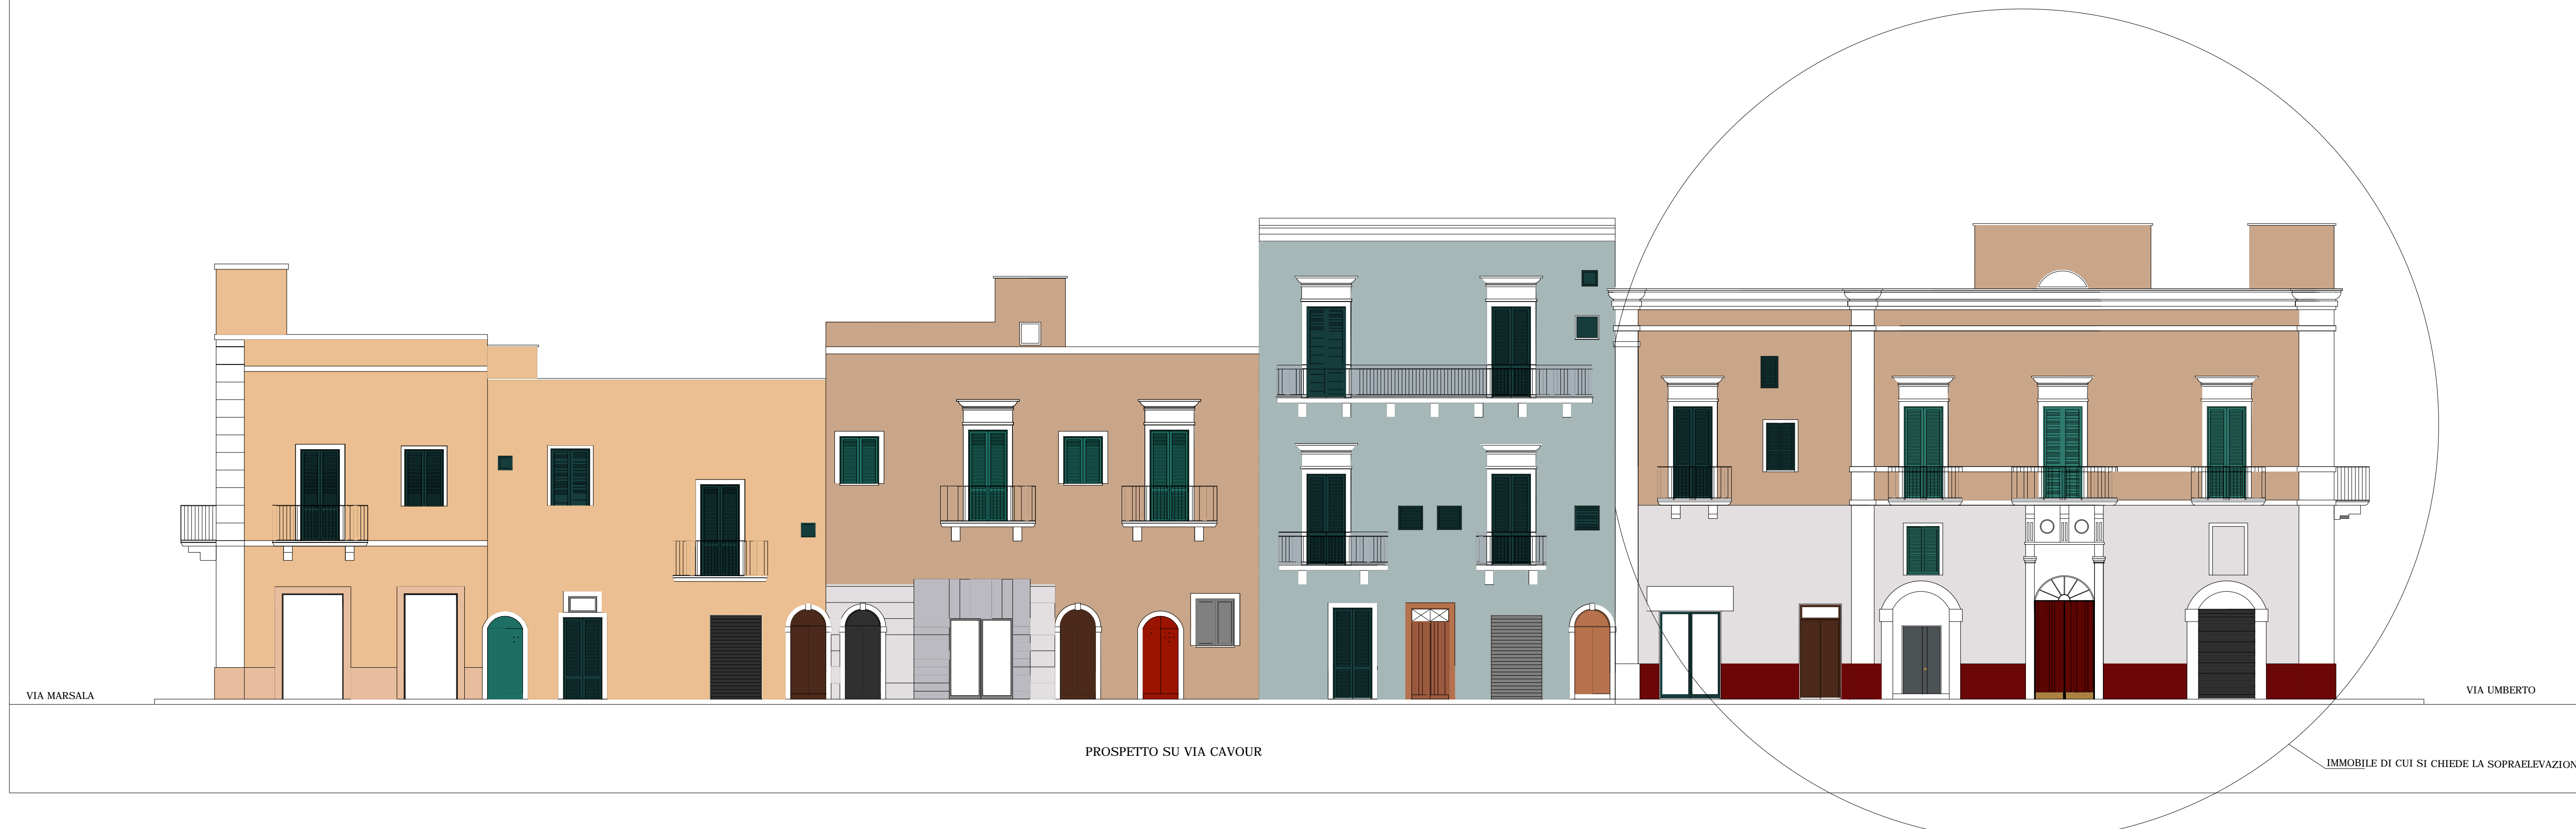 VIA MARSALA
VIA UMBERTO
PROSPETTO SU VIA CAVOUR
IMMOBILE DI CUI SI CHIEDE LA SOPRAELEVAZION